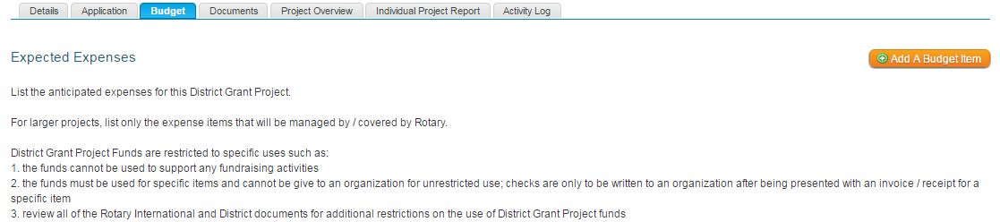 Details Application Budget Documents Project Overview Individual Project Report Activity Log
Expected Expenses
Add A Budget Item
List the anticipated expenses for this District Grant Project.
For larger projects, list only the expense items that will be managed by / covered by Rotary.
District Grant Project Funds are restricted to specific uses such as:
1. the funds cannot be used to support any fundraising activities
2. the funds must be used for specific items and cannot be give to an organization for unrestricted use; checks are only to be written to an organization after being presented with an invoice / receipt for a
specific item
3. review all of the Rotary International and District documents for additional restrictions on the use of District Grant Project funds